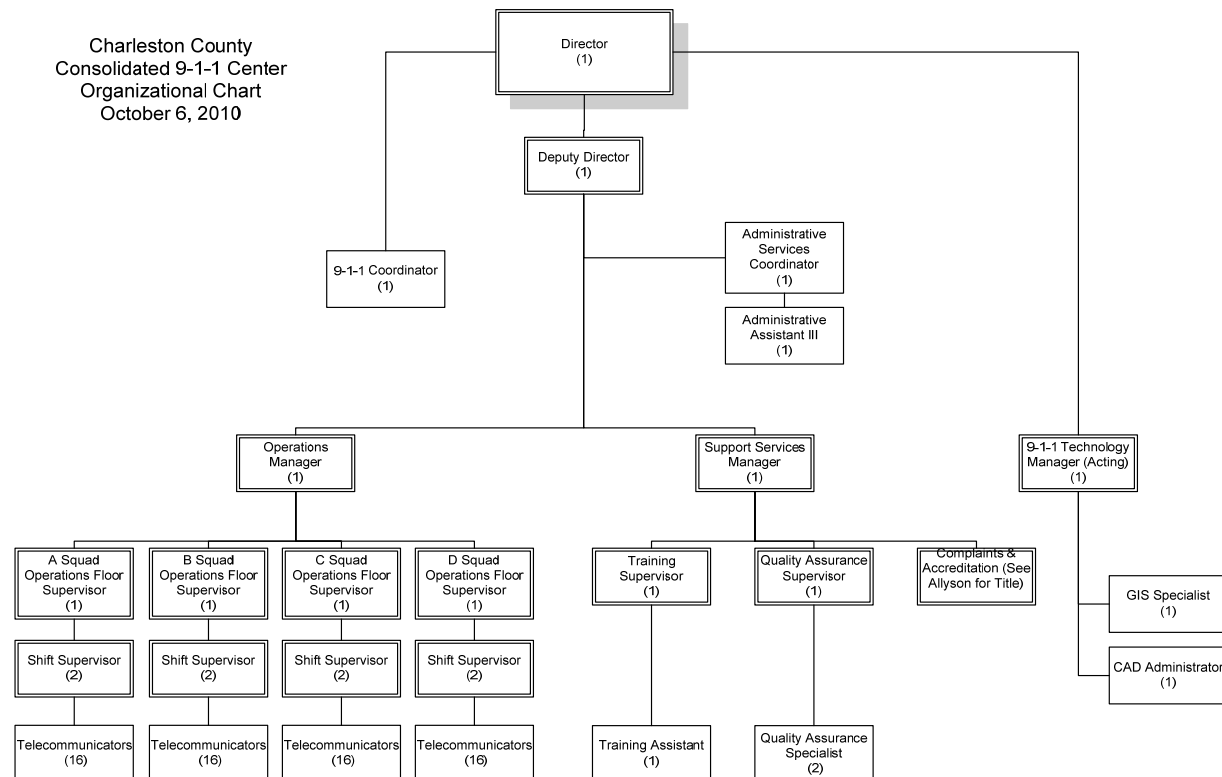 Charleston County
Consolidated 9-1-1 Center
Organizational Chart
October 6, 2010
Director
(1)
Deputy Director
(1)
9-1-1 Coordinator
(1)
Administrative
Services
Coordinator
(1)
Administrative
Assistant III
(1)
Operations
Manager
(1)
Support Services
Manager
(1)
9-1-1 Technology
Manager (Acting)
(1)
A Squad
Operations Floor
Supervisor
(1)
B Squad
Operations Floor
Supervisor
(1)
C Squad
Operations Floor
Supervisor
(1)
D Squad
Operations Floor
Supervisor
(1)
Training
Supervisor
(1)
Quality Assurance
Supervisor
(1)
Complaints &
Accreditation (See
Allyson for Title)
GIS Specialist
(1)
CAD Administrator
(1)
Shift Supervisor
(2)
Shift Supervisor
(2)
Shift Supervisor
(2)
Shift Supervisor
(2)
Telecommunicators
(16)
Telecommunicators
(16)
Telecommunicators
(16)
Telecommunicators
(16)
Training Assistant
(1)
Quality Assurance
Specialist
(2)